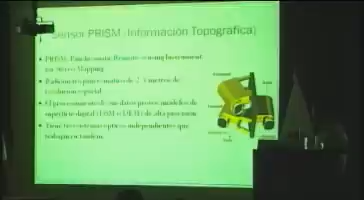 Sensor PRISM (Información Topográfica)
PRISM: Panchromatic Remote-sensing Instrument
for Stereo Mapping
Radiómetro pancromático de 2.5 metros de
resolución espacial
El procesamiento de sus datos provee modelos de
superficie digital (DSM o DEM) de alta precisión
Tiene tres sistemas ópticos independientes que
trabajan en tandem